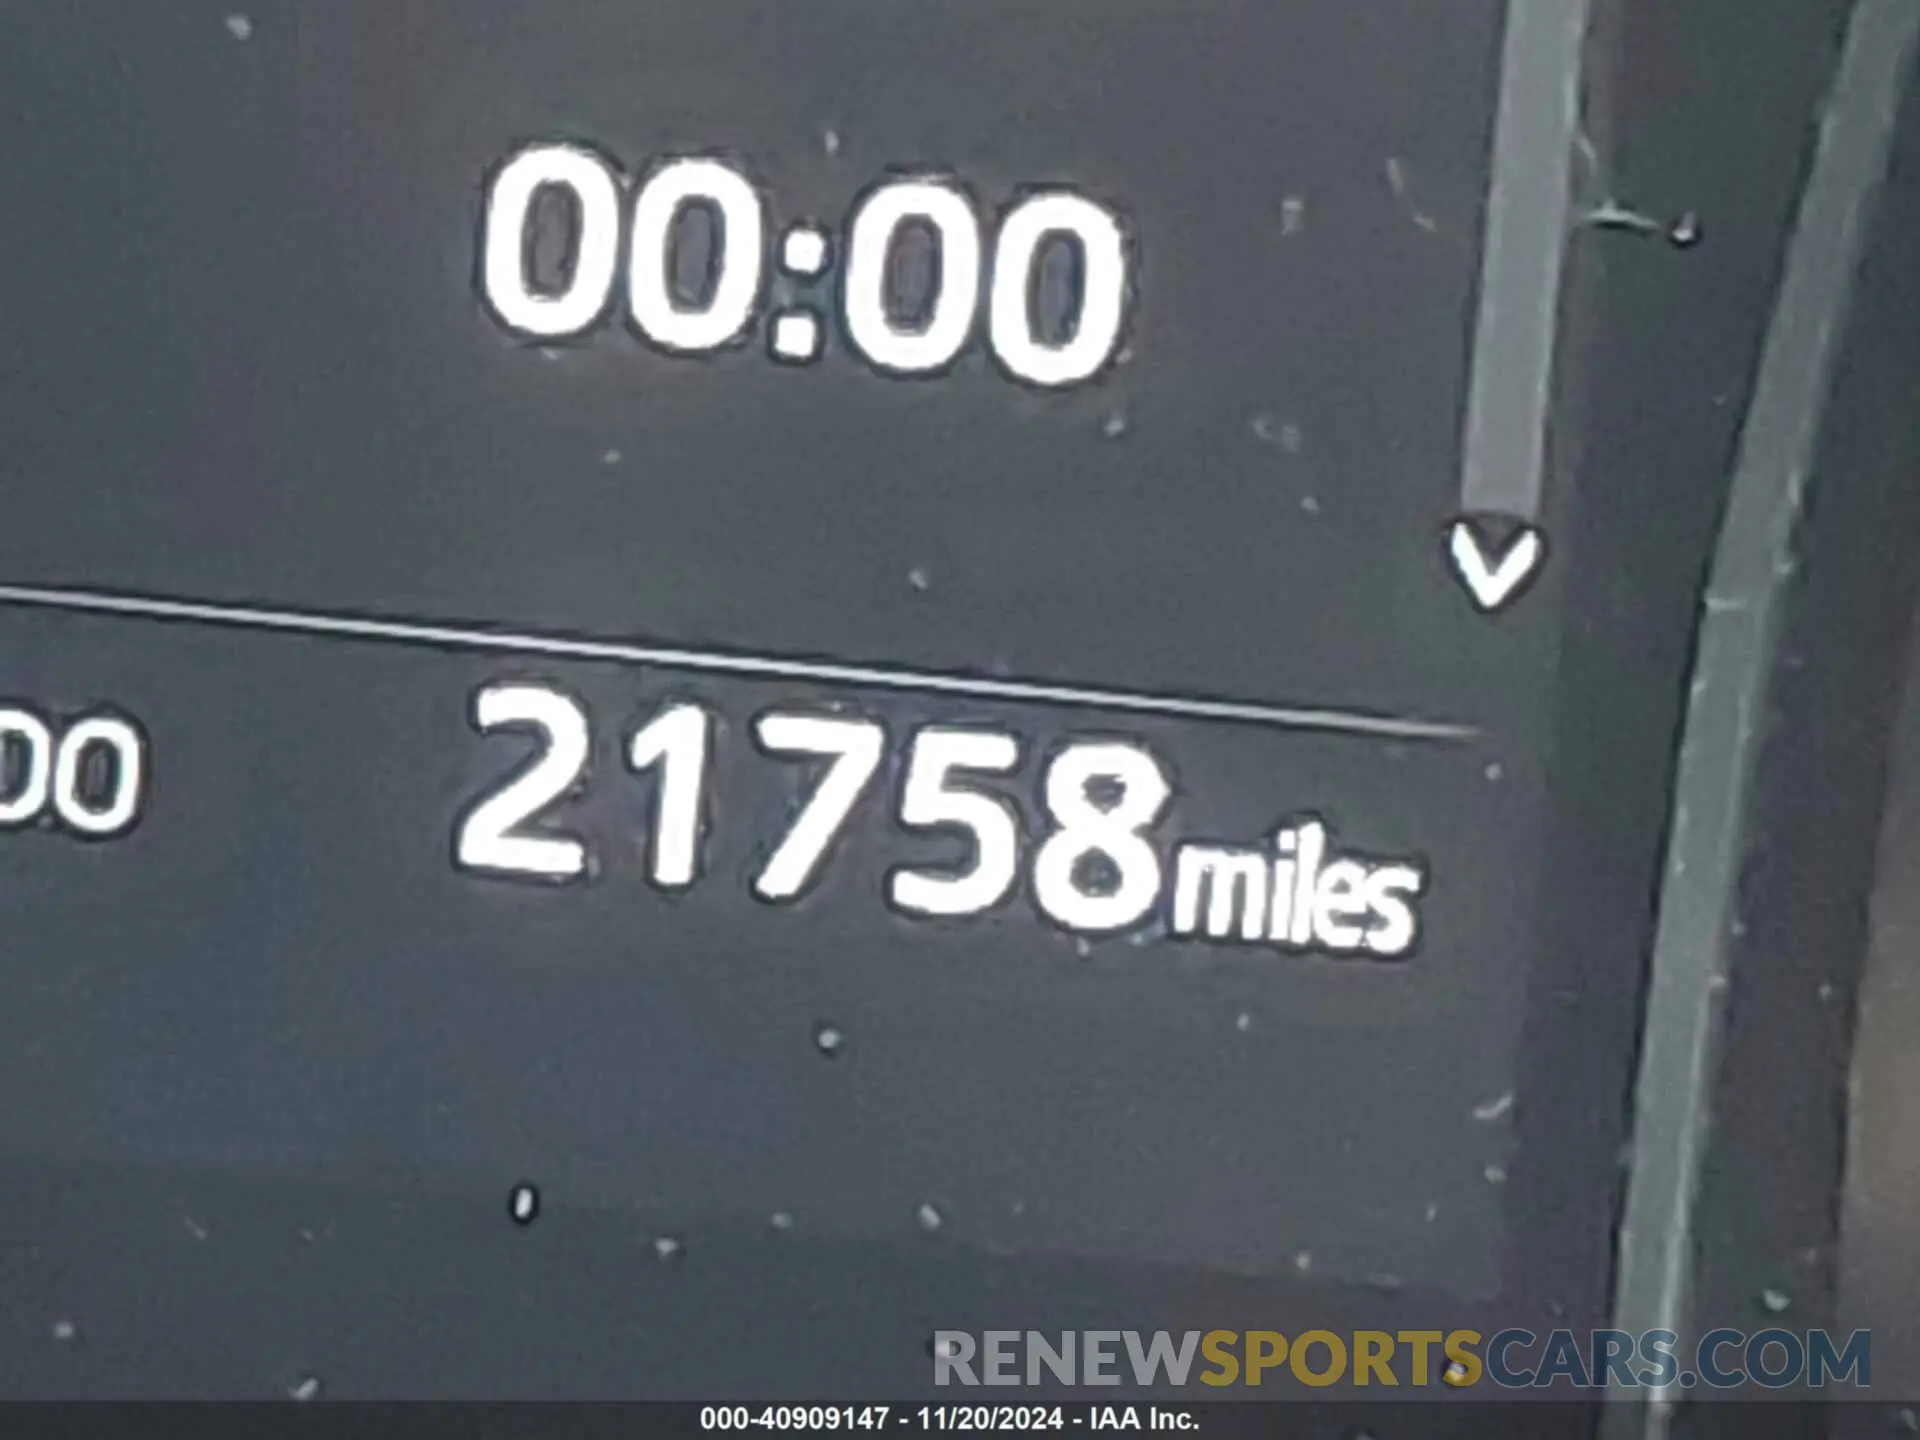 00:00
00 21758miles
RENEWSPORTSCARS.COM
000-40909147 - 11/20/2024 - IAA Inc.